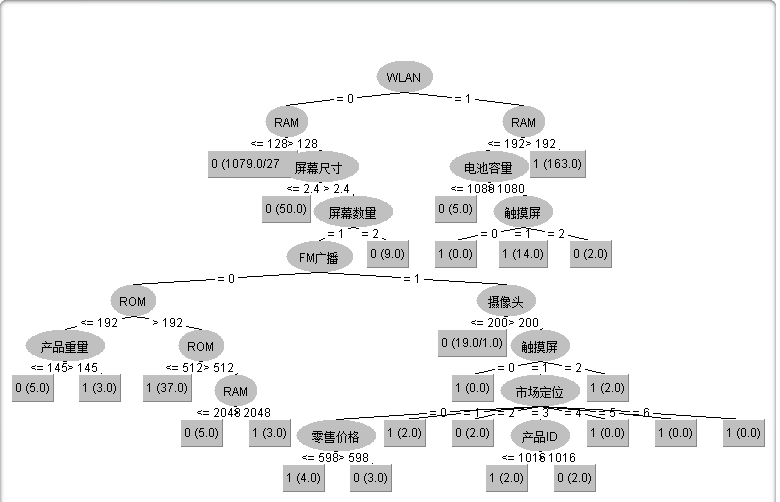 WLAN
= 0 = 1
RAM RAM
<= 128 > 128 <= 192 > 192
0 (1079.0/27 屏幕尺寸 电池容量 1 (163.0)
<= 2.4 > 2.4 <= 1080 1080
0 (50.0) 屏幕数量 0 (5.0) 触摸屏
= 1 = 2 = 0 = 1 = 2
FM广播 0 (9.0) 1 (0.0) 1 (14.0) 0 (2.0)
= 0 = 1
ROM 摄像头
<= 192 > 192 <= 200 > 200
产品重量 ROM 0 (19.0/1.0) 触摸屏
<= 145 > 145 <= 512 > 512 = 0 = 1 = 2
0 (5.0) 1 (3.0) 1 (37.0) RAM 1 (0.0) 市场定位 1 (2.0)
<= 2048 2048 = 0 = 1 = 2 = 3 = 4 = 5 = 6
0 (5.0) 1 (3.0) 零售价格 1 (2.0) 0 (2.0) 产品ID 1 (0.0) 1 (0.0) 1 (0.0)
<= 598 > 598 <= 1016 1016
1 (4.0) 0 (3.0) 1 (2.0) 0 (2.0)